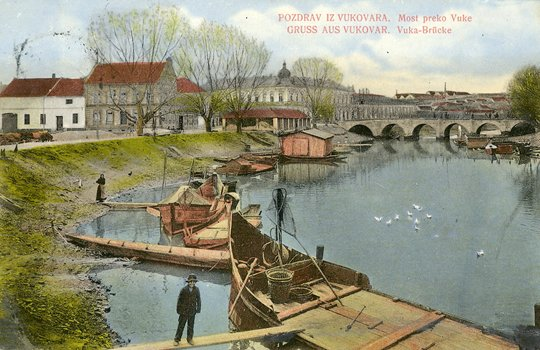 POZDRAV IZ VUKOVARA. Most preko Vuke
GRUSS AUS VUKOVAR. Vuka-Brücke